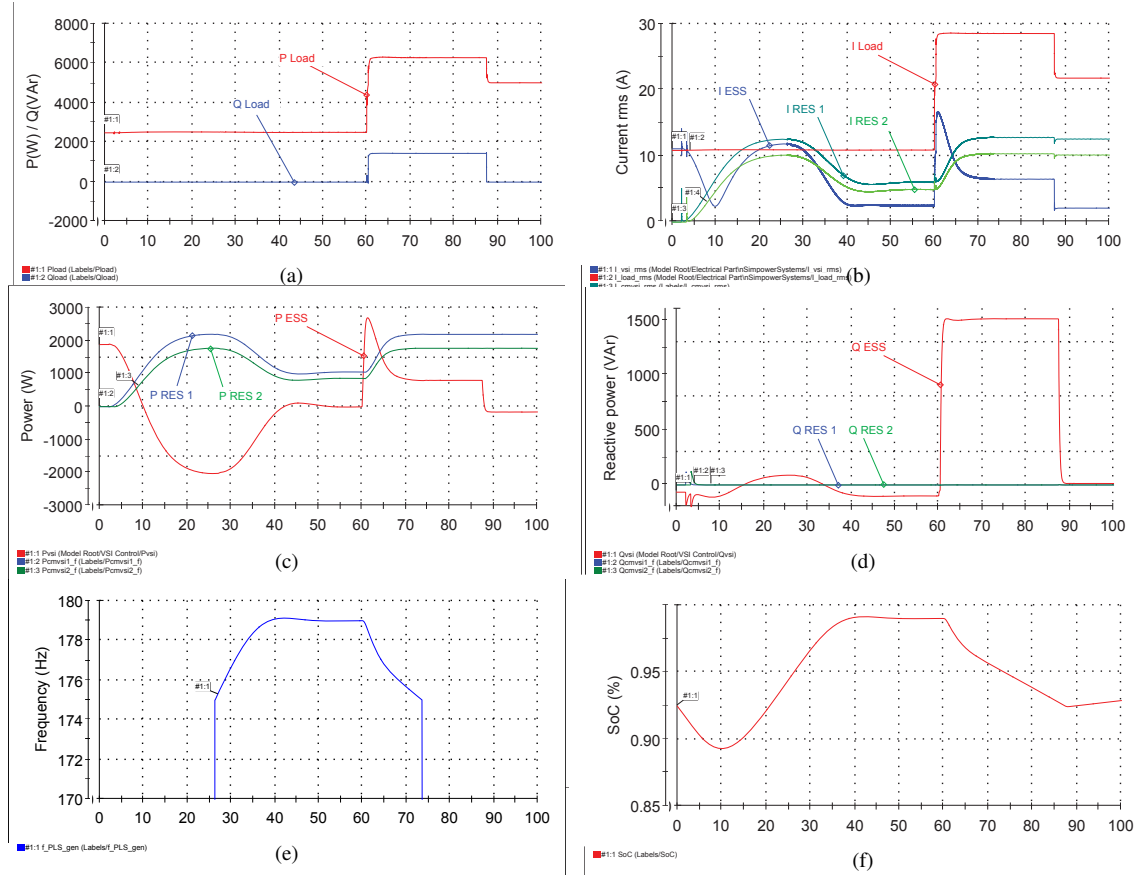 8000
6000
4000
2000
0
-2000
P(W) / Q(VAr)
P Load
Q Load
#1:1
#1:2
0 10 20 30 40 50 60 70 80 90 100
#1:1 Pload (Labels/Pload)
#1:2 Qload (Labels/Qload)
(a)
30
20
10
0
Current rms (A)
I Load
I ESS
I RES 1
I RES 2
#1:1
#1:2
#1:4
#1:3
0 10 20 30 40 50 60 70 80 90 100
(b)
#1:1 I_vsi_rms (Model Root/Electrical Part\nSimpowerSystems/I_vsi_rms)
#1:2 I_load_rms (Model Root/Electrical Part\nSimpowerSystems/I_load_rms)
#1:3 I_cmvsi_rms (Labels/I_cmvsi_rms)
3000
2000
1000
0
-1000
-2000
-3000
Power (W)
P ESS
P RES 1
P RES 2
#1:1
#1:3
#1:2
0 10 20 30 40 50 60 70 80 90 100
#1:1 Pvsi (Model Root/VSI Control/Pvsi)
#1:2 Pcmvsi1_f (Labels/Pcmvsi1_f)
#1:3 Pcmvsi2_f (Labels/Pcmvsi2_f)
(c)
1500
1000
500
0
Reactive power (VAr)
Q ESS
Q RES 1
Q RES 2
#1:1
#1:2
#1:3
0 10 20 30 40 50 60 70 80 90 100
#1:1 Qvsi (Model Root/VSI Control/Qvsi)
#1:2 Qcmvsi1_f (Labels/Qcmvsi1_f)
#1:3 Qcmvsi2_f (Labels/Qcmvsi2_f)
(d)
180
178
176
174
172
170
Frequency (Hz)
#1:1
0 10 20 30 40 50 60 70 80 90 100
#1:1 f_PLS_gen (Labels/f_PLS_gen)
(e)
0.95
0.90
0.85
SoC (%)
#1:1
0 10 20 30 40 50 60 70 80 90 100
#1:1 SoC (Labels/SoC)
(f)